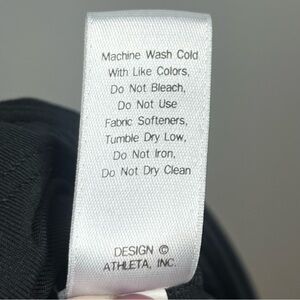 Machine Wash Cold
With Like Colors,
Do Not Bleach,
Do Not Use
Fabric Softeners,
Tumble Dry Low,
Do Not Iron,
Do Not Dry Clean
DESIGN ©
ATHLETA, INC.